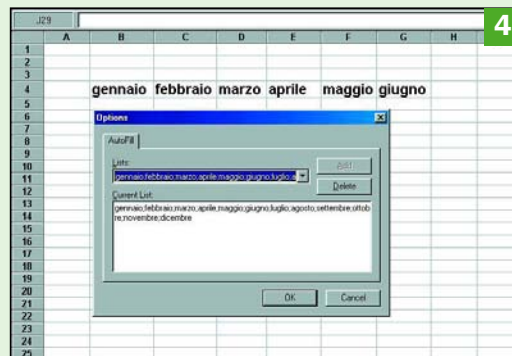 4
J29
A B C D E F G H
1
2
3
4 gennaio febbraio marzo aprile maggio giugno
5
6
7
8
9
10
11
12
13
14
15
16
17
18
19
20
21
22
23
24
25
Options
AutoFill
Lists:
gennaio;febbraio;marzo;aprile;maggio;giugno;luglio;a
Add
Delete
Current List:
gennaio;febbraio;marzo;aprile;maggio;giugno;luglio;agosto;settembre;ottob
re;novembre;dicembre
OK Cancel